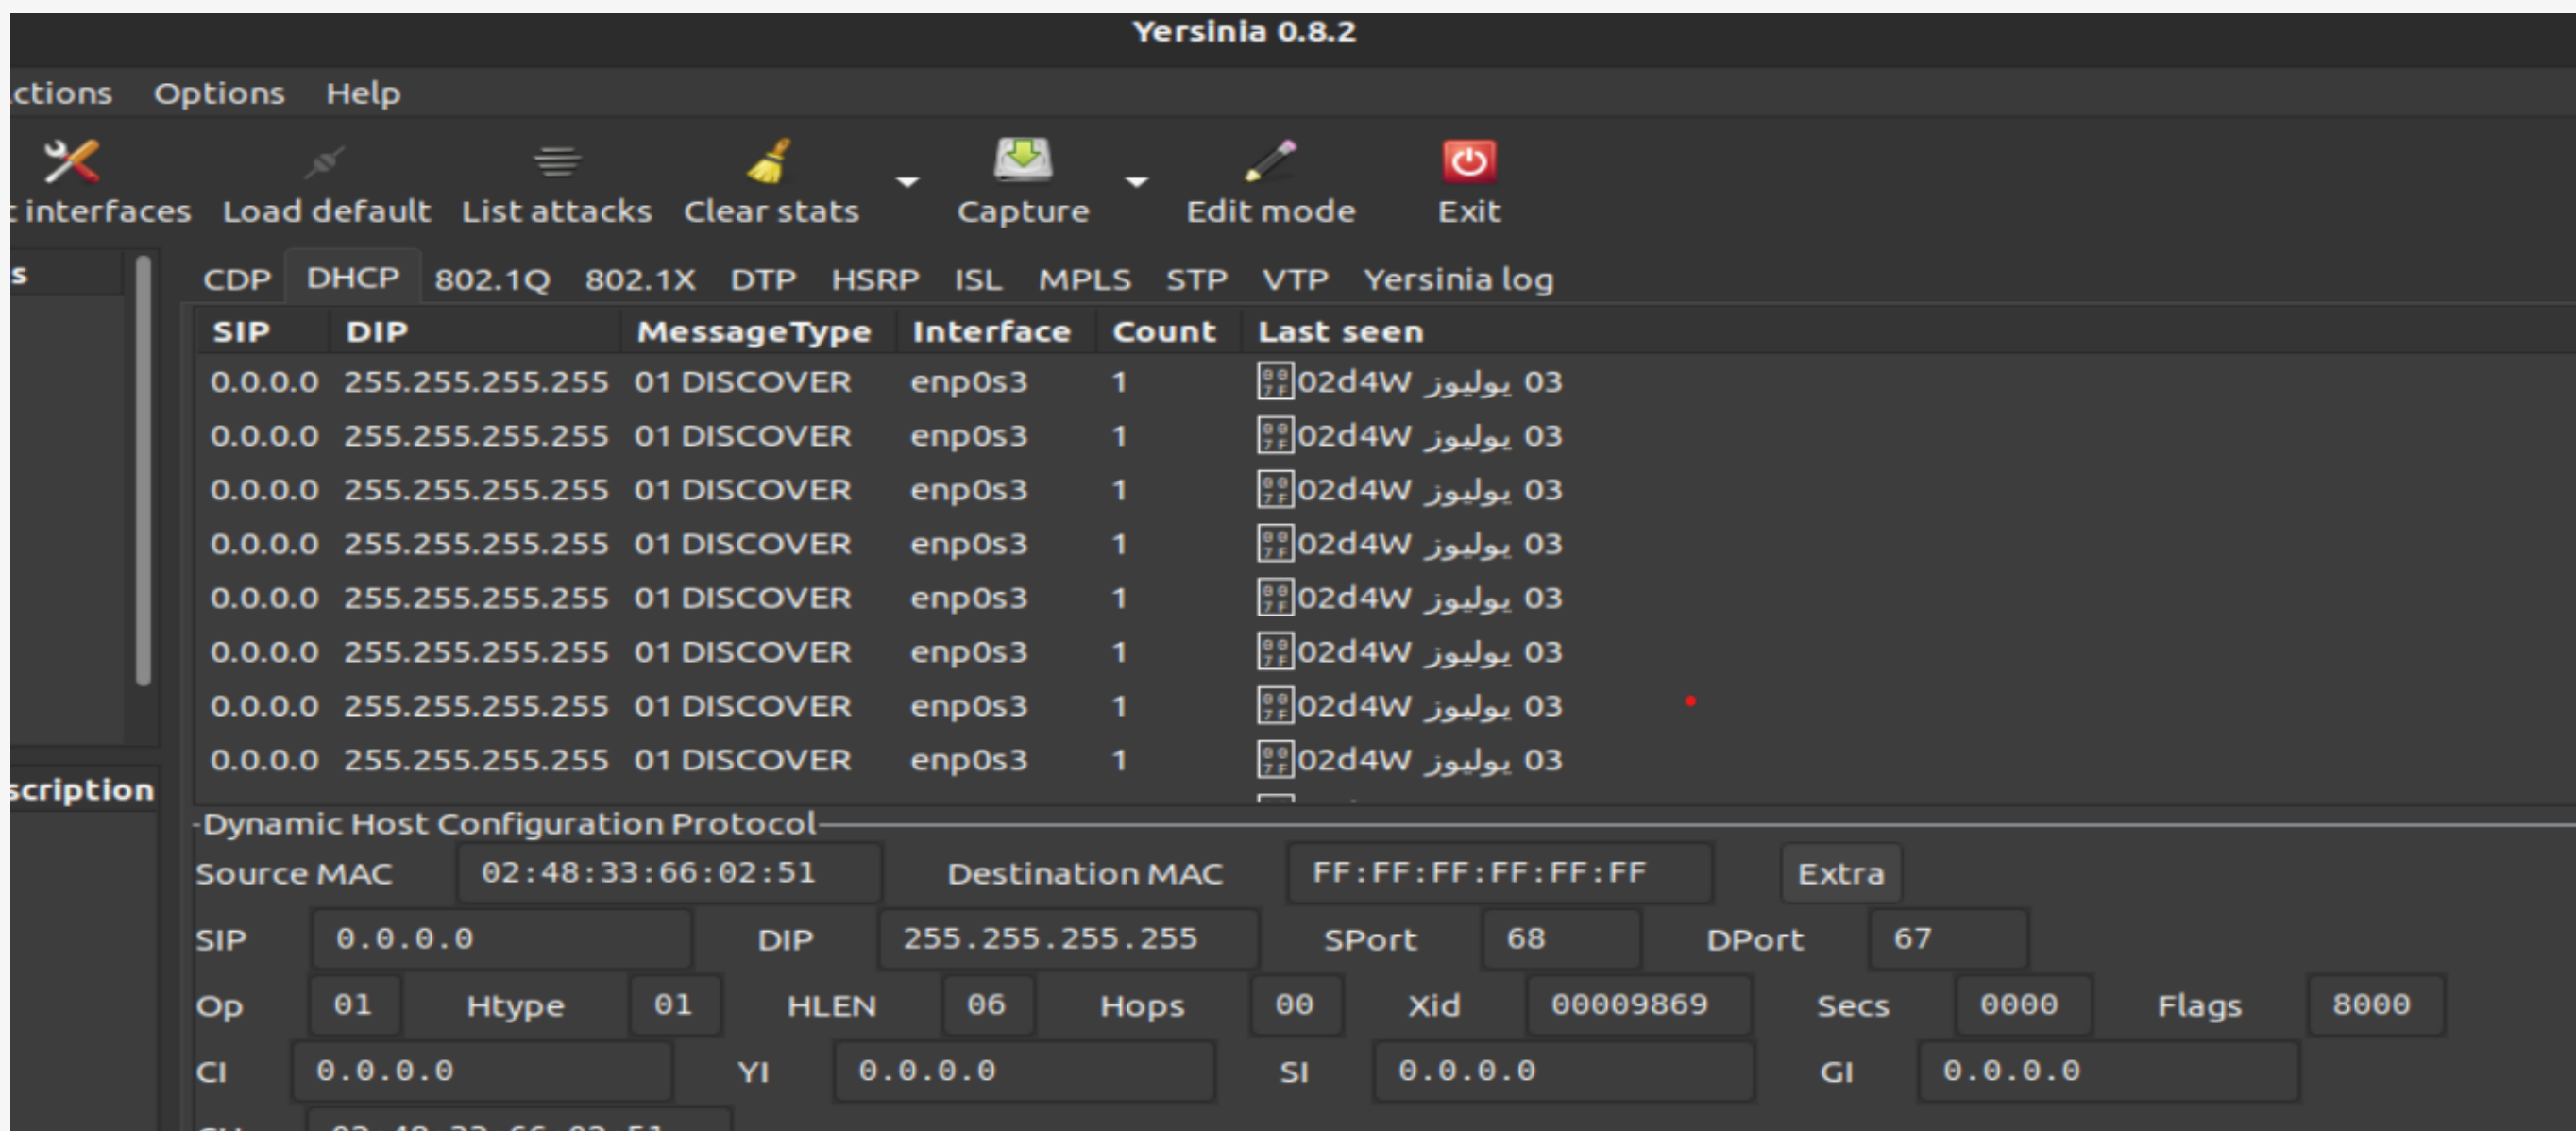 Yersinia 0.8.2
ctions Options Help
interfaces Load default List attacks Clear stats Capture Edit mode Exit
s CDP DHCP 802.1Q 802.1X DTP HSRP ISL MPLS STP VTP Yersinia log
SIP DIP MessageType Interface Count Last seen
0.0.0.0 255.255.255.255 01 DISCOVER enp0s3 1 02d4W يوليوز 03
0.0.0.0 255.255.255.255 01 DISCOVER enp0s3 1 02d4W يوليوز 03
0.0.0.0 255.255.255.255 01 DISCOVER enp0s3 1 02d4W يوليوز 03
0.0.0.0 255.255.255.255 01 DISCOVER enp0s3 1 02d4W يوليوز 03
0.0.0.0 255.255.255.255 01 DISCOVER enp0s3 1 02d4W يوليوز 03
0.0.0.0 255.255.255.255 01 DISCOVER enp0s3 1 02d4W يوليوز 03
0.0.0.0 255.255.255.255 01 DISCOVER enp0s3 1 02d4W يوليوز 03
0.0.0.0 255.255.255.255 01 DISCOVER enp0s3 1 02d4W يوليوز 03
scription
Dynamic Host Configuration Protocol
Source MAC 02:48:33:66:02:51 Destination MAC FF:FF:FF:FF:FF:FF Extra
SIP 0.0.0.0 DIP 255.255.255.255 SPort 68 DPort 67
Op 01 Htype 01 HLEN 06 Hops 00 Xid 00009869 Secs 0000 Flags 8000
CI 0.0.0.0 YI 0.0.0.0 SI 0.0.0.0 GI 0.0.0.0